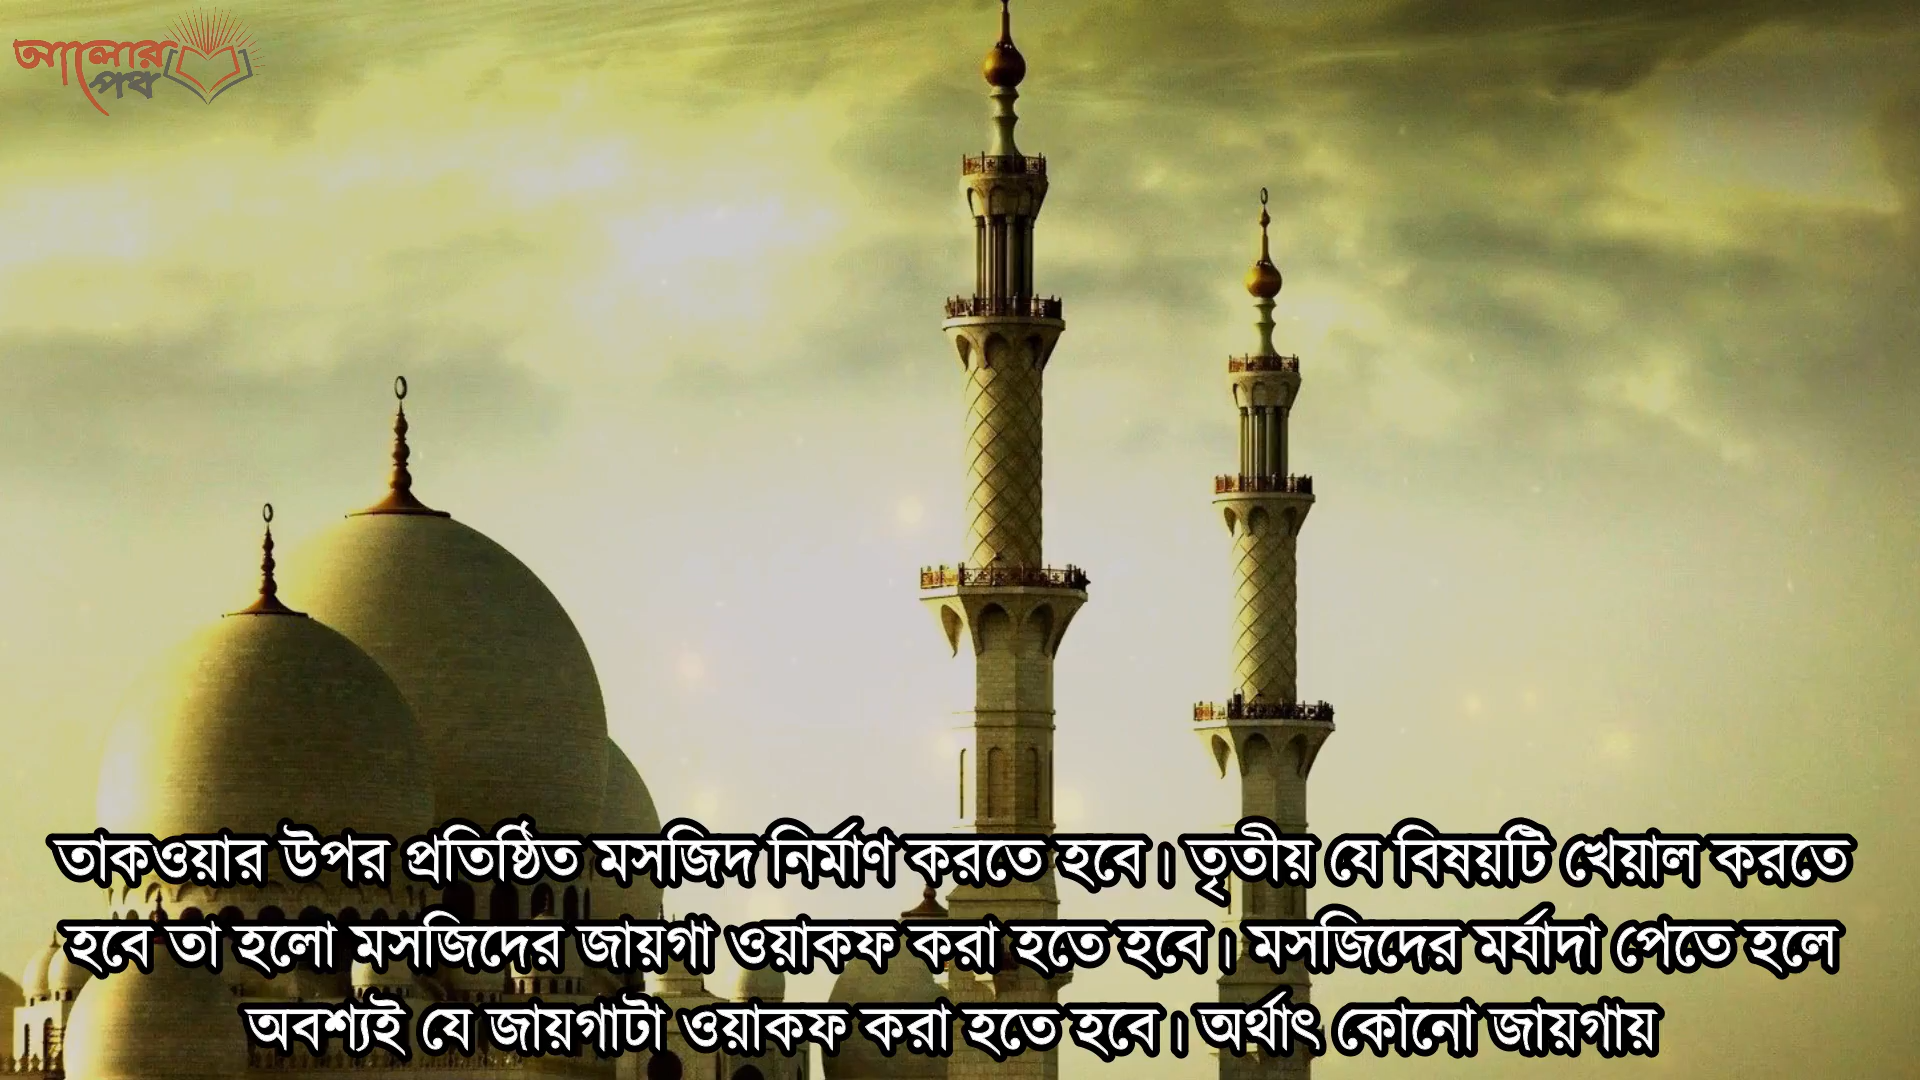 আলোর
পথ
তাকওয়ার উপর প্রতিষ্ঠিত মসজিদ নির্মাণ করতে হবে। তৃতীয় যে বিষয়টি খেয়াল করতে
হবে তা হলো মসজিদের জায়গা ওয়াকফ করা হতে হবে। মসজিদের মর্যাদা পেতে হলে
অবশ্যই যে জায়গাটা ওয়াকফ করা হতে হবে। অর্থাৎ কোনো জায়গায়